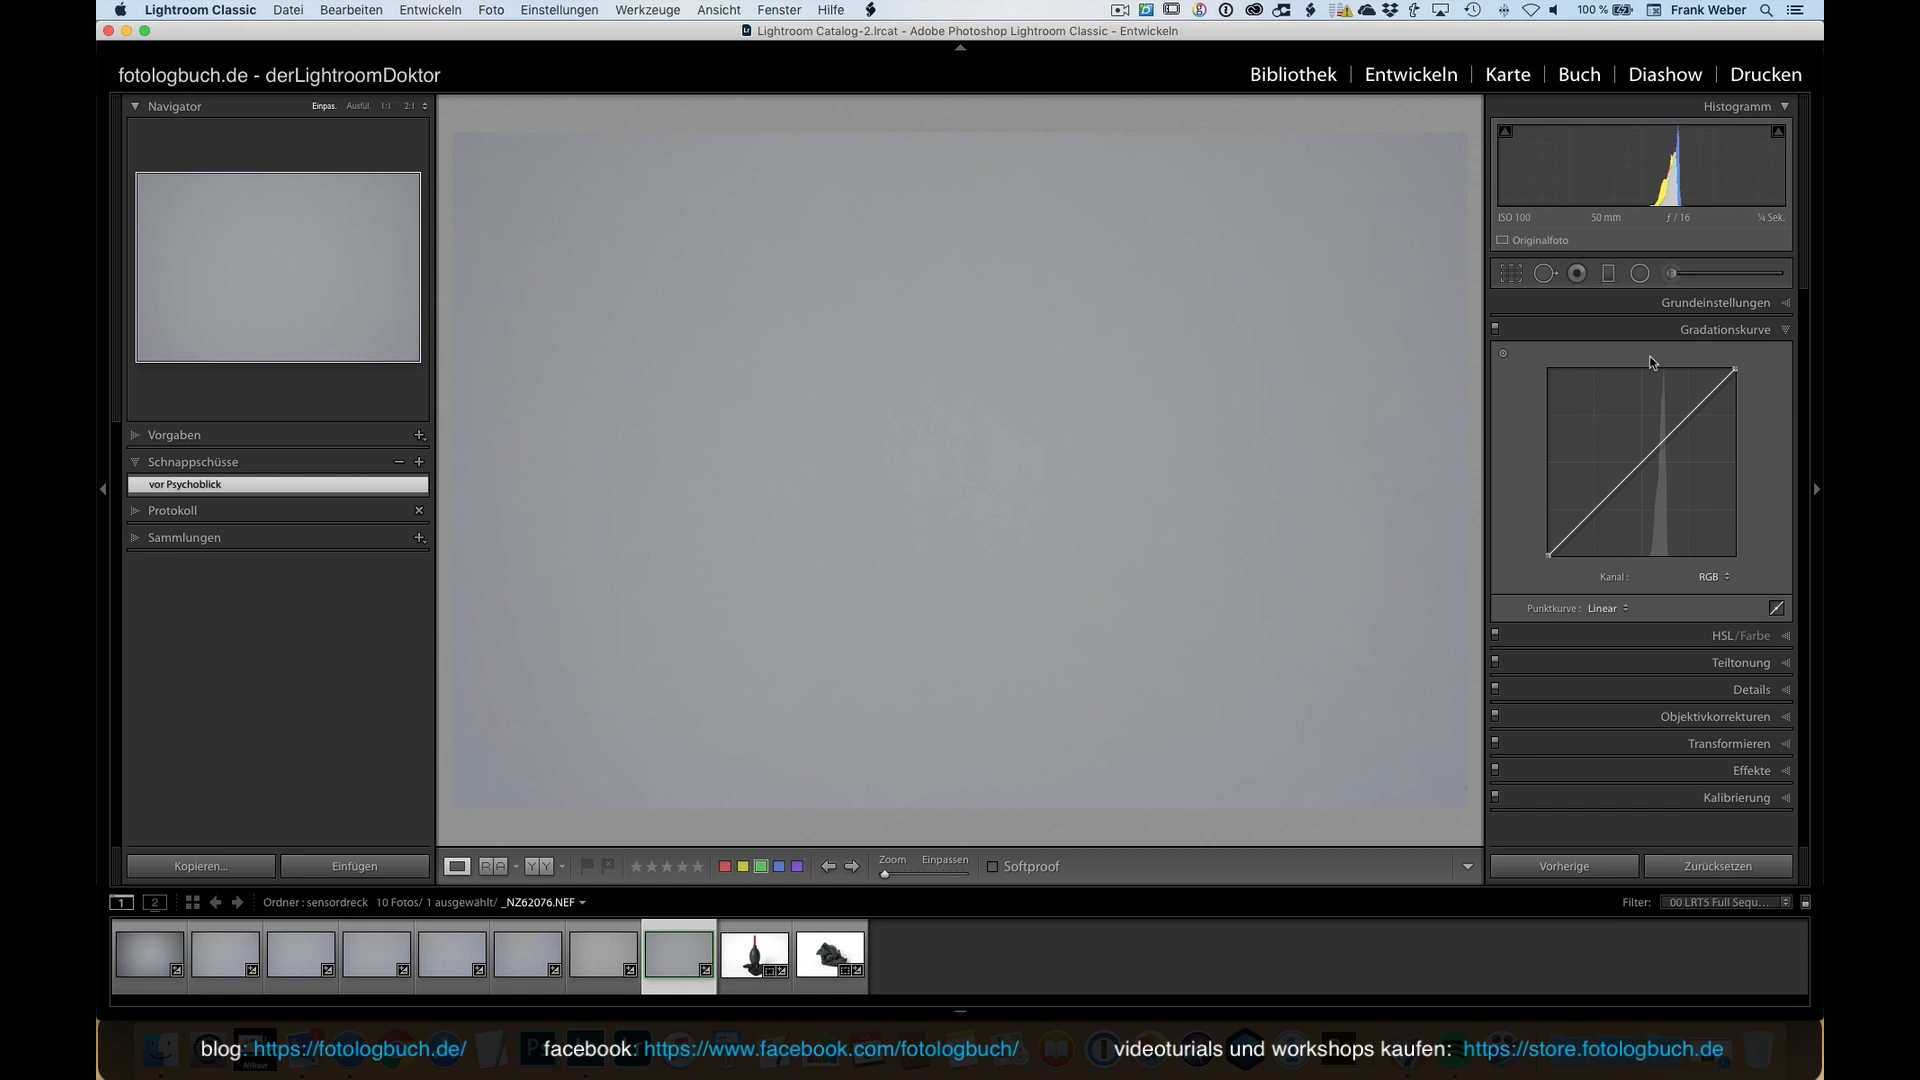 Lightroom Classic Datei Bearbeiten Entwickeln Foto Einstellungen Werkzeuge Ansicht Fenster Hilfe 100 % Frank Weber
Lightroom Catalog-2.lrcat - Adobe Photoshop Lightroom Classic - Entwickeln
fotologbuch.de - derLightroomDoktor
Bibliothek | Entwickeln | Karte | Buch | Diashow | Drucken
Navigator Einpas. Ausfül. 1:1 2:1
Histogramm
ISO 100 50 mm ƒ / 16 ¼ Sek.
Originalfoto
Grundeinstellungen
Gradationskurve
Vorgaben
Schnappschüsse
vor Psychoblick
Protokoll
Sammlungen
Kanal : RGB
Punktkurve : Linear
HSL / Farbe
Teiltonung
Details
Objektivkorrekturen
Transformieren
Effekte
Kalibrierung
Kopieren... Einfügen
R A Y Y Zoom Einpassen Softproof
Vorherige Zurücksetzen
1 2 Ordner : sensordreck 10 Fotos/ 1 ausgewählt/ _NZ62076.NEF
Filter: 00 LRT5 Full Sequ...
blog: https://fotologbuch.de/ facebook: https://www.facebook.com/fotologbuch/ videoturials und workshops kaufen: https://store.fotologbuch.de